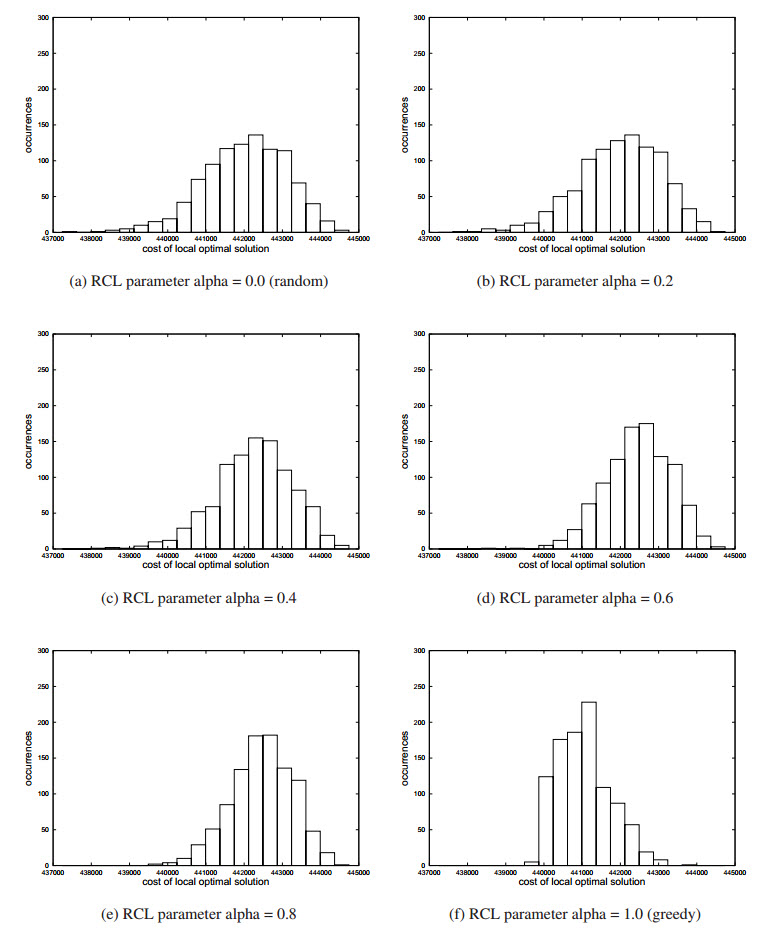 300
250
200
150
100
50
0
occurrences
437000 438000 439000 440000 441000 442000 443000 444000 445000
cost of local optimal solution
(a) RCL parameter alpha = 0.0 (random)
300
250
200
150
100
50
0
occurrences
437000 438000 439000 440000 441000 442000 443000 444000 445000
cost of local optimal solution
(b) RCL parameter alpha = 0.2
300
250
200
150
100
50
0
occurrences
437000 438000 439000 440000 441000 442000 443000 444000 445000
cost of local optimal solution
(c) RCL parameter alpha = 0.4
300
250
200
150
100
50
0
occurrences
437000 438000 439000 440000 441000 442000 443000 444000 445000
cost of local optimal solution
(d) RCL parameter alpha = 0.6
300
250
200
150
100
50
0
occurrences
437000 438000 439000 440000 441000 442000 443000 444000 445000
cost of local optimal solution
(e) RCL parameter alpha = 0.8
300
250
200
150
100
50
0
occurrences
437000 438000 439000 440000 441000 442000 443000 444000 445000
cost of local optimal solution
(f) RCL parameter alpha = 1.0 (greedy)